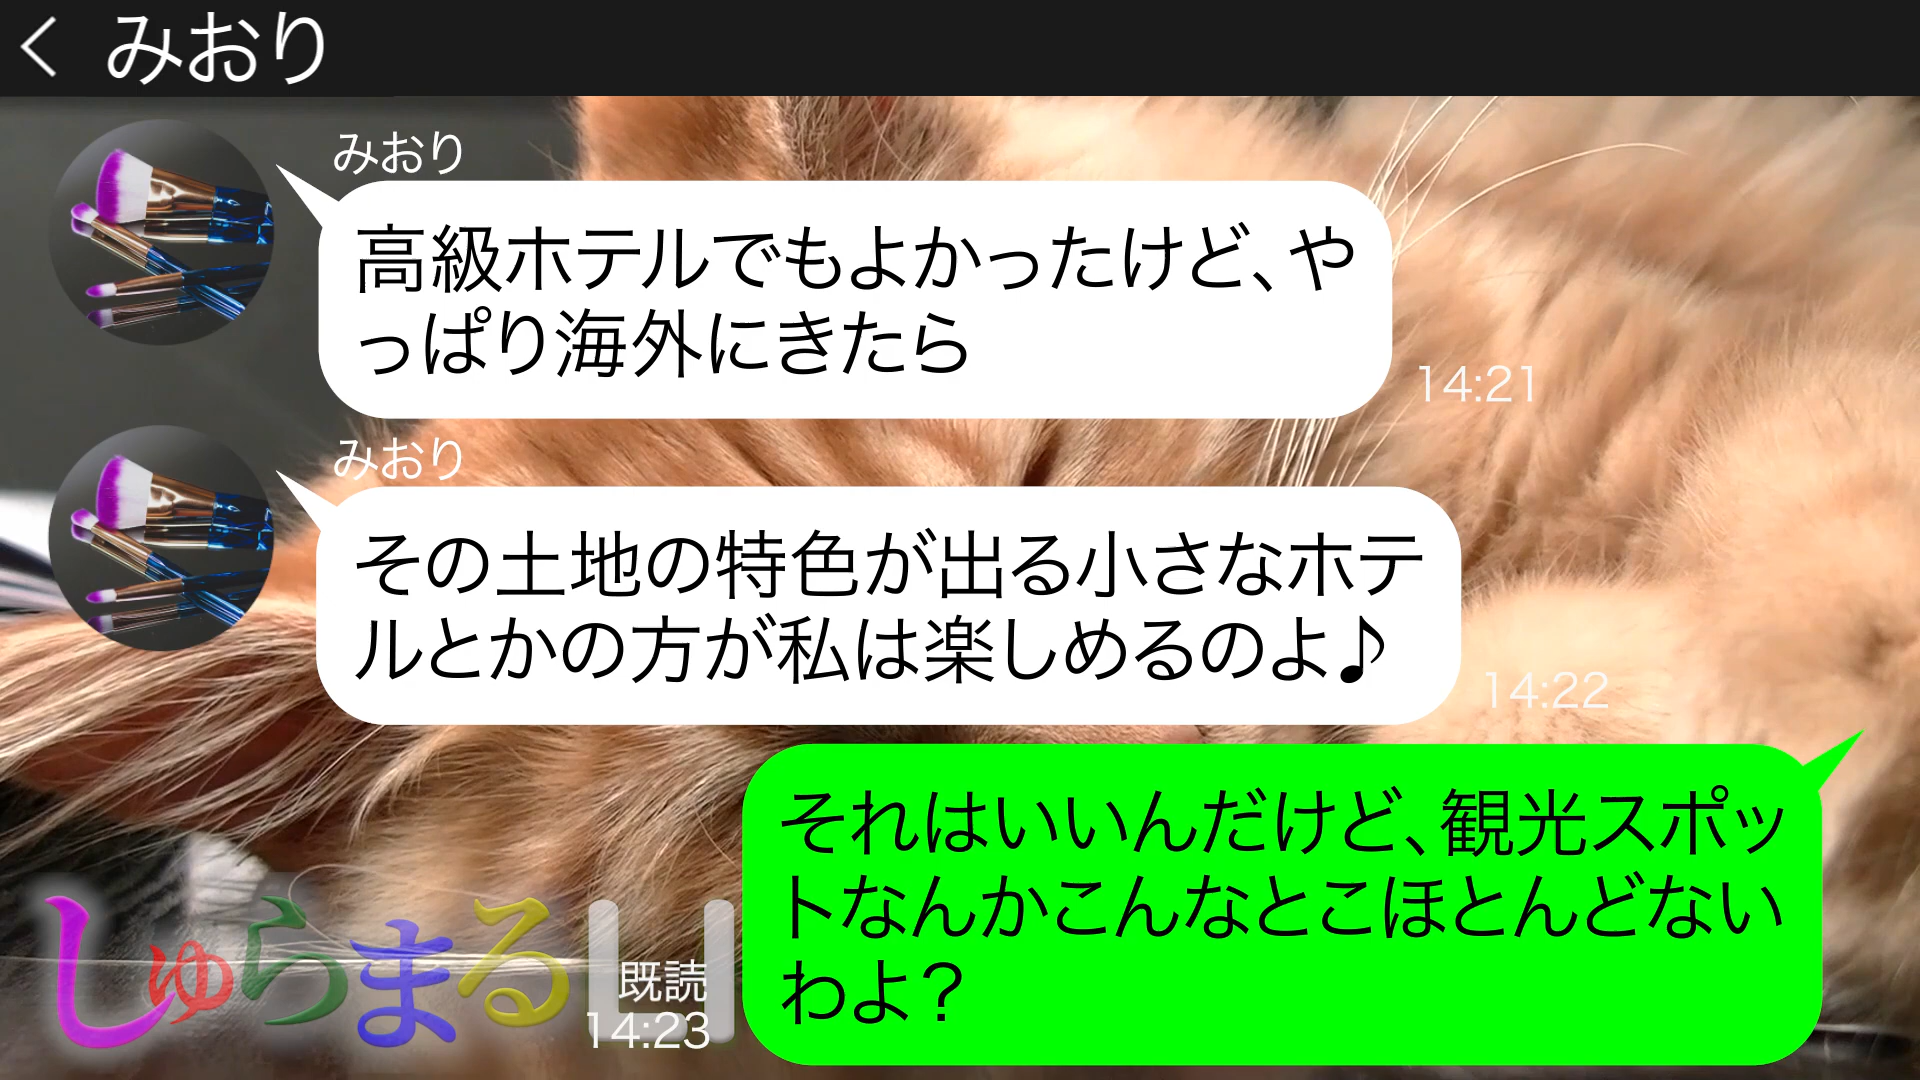 みおり
みおり
高級ホテルでもよかったけど、や
っぱり海外にきたら
14:21
みおり
その土地の特色が出る小さなホテ
ルとかの方が私は楽しめるのよ♪
14:22
それはいいんだけど、観光スポッ
トなんかこんなとこほとんどない
わよ？
既読
14:23
しゅらまる